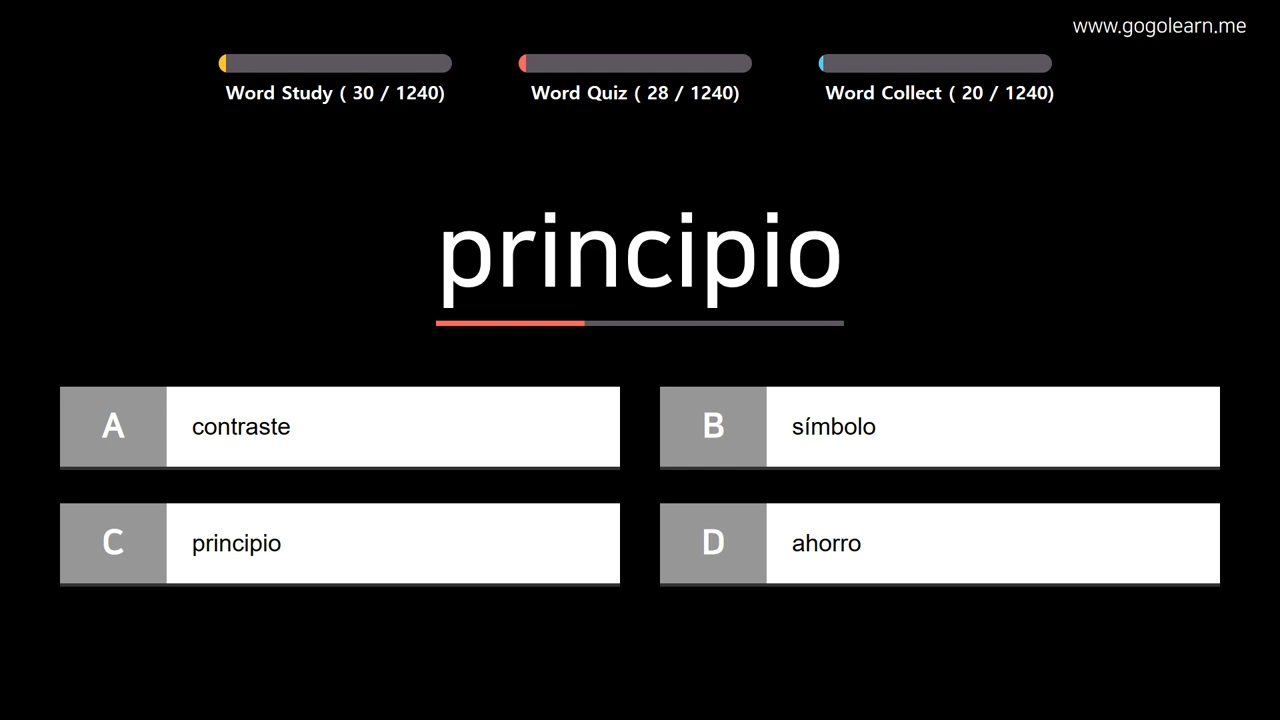 www.gogolearn.me
Word Study ( 30 / 1240)
Word Quiz ( 28 / 1240)
Word Collect ( 20 / 1240)
principio
A contraste
B símbolo
C principio
D ahorro